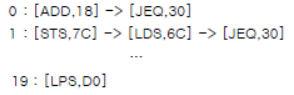 0 : [ADD,18] -> [JEQ,30]
1 : [STS,7C] -> [LDS,6C] -> [JEQ,30]
...
19 : [LPS,D0]